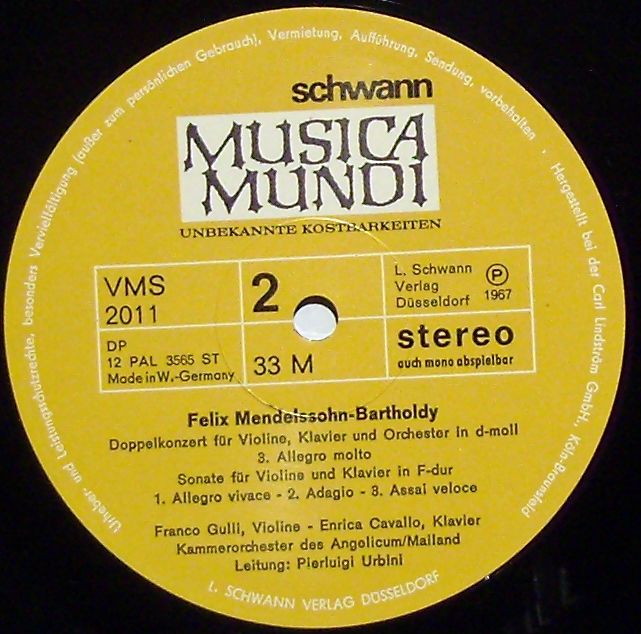 Urheber- und Leistungsschutzrechte, besonders Vervielfältigung (außer zum persönlichen Gebrauch), Vermietung, Aufführung, Sendung, vorbehalten · Hergestellt bei der Carl Lindström GmbH., Köln-Braunsfeld
schwann
MUSICA
MUNDI
UNBEKANNTE KOSTBARKEITEN
VMS
2011
2
L. Schwann
Verlag
Düsseldorf
P
1967
DP
12 PAL 3565 ST
Made in W.-Germany
33 M
stereo
auch mono abspielbar
Felix Mendelssohn-Bartholdy
Doppelkonzert für Violine, Klavier und Orchester in d-moll
3. Allegro molto
Sonate für Violine und Klavier in F-dur
1. Allegro vivace - 2. Adagio - 3. Assai veloce
Franco Gulli, Violine - Enrica Cavallo, Klavier
Kammerorchester des Angelicum/Mailand
Leitung: Pierluigi Urbini
L. SCHWANN VERLAG DÜSSELDORF